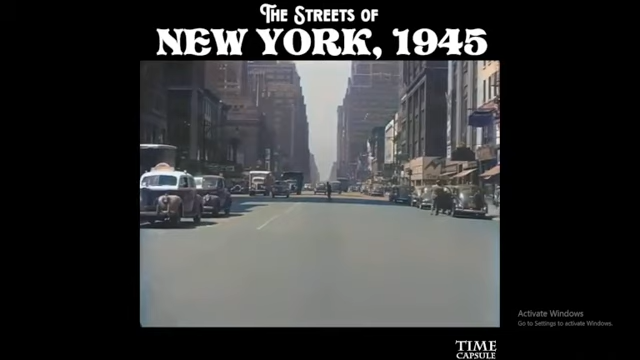 The Streets of
New York, 1945
Activate Windows
Go to Settings to activate Windows.
TIME
CAPSULE